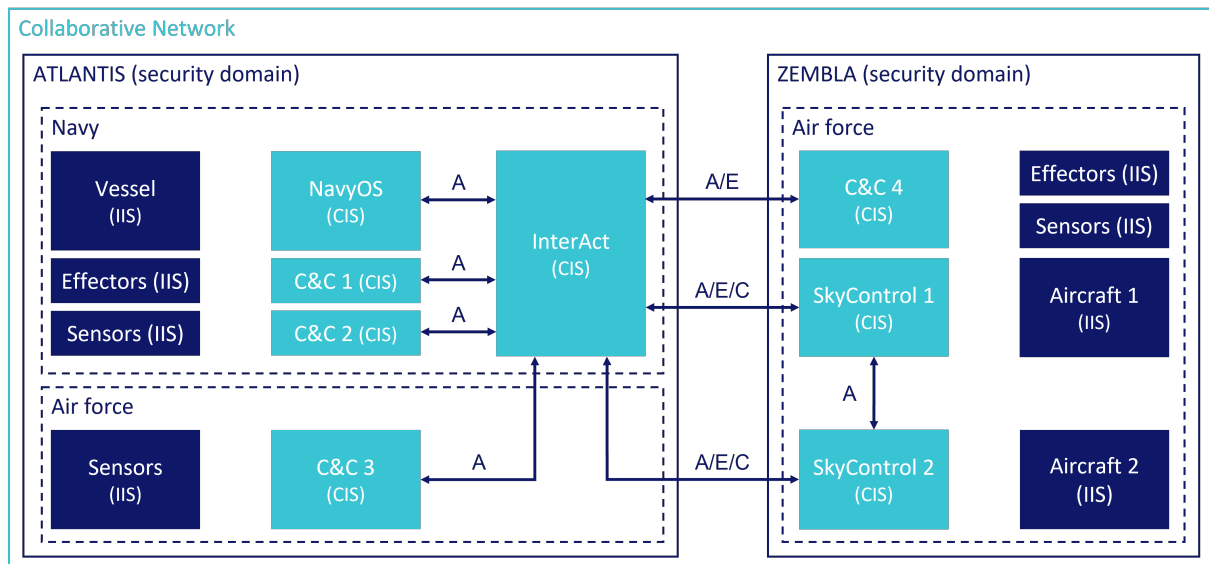 Collaborative Network
ATLANTIS (security domain)
Navy
Vessel
(IIS)
Effectors (IIS)
Sensors (IIS)
NavyOS
(CIS)
C&C 1 (CIS)
C&C 2 (CIS)
A
A
A
InterAct
(CIS)
Air force
Sensors
(IIS)
C&C 3
(CIS)
A
A/E
A/E/C
A/E/C
ZEMBLA (security domain)
Air force
C&C 4
(CIS)
Effectors (IIS)
Sensors (IIS)
SkyControl 1
(CIS)
Aircraft 1
(IIS)
A
SkyControl 2
(CIS)
Aircraft 2
(IIS)